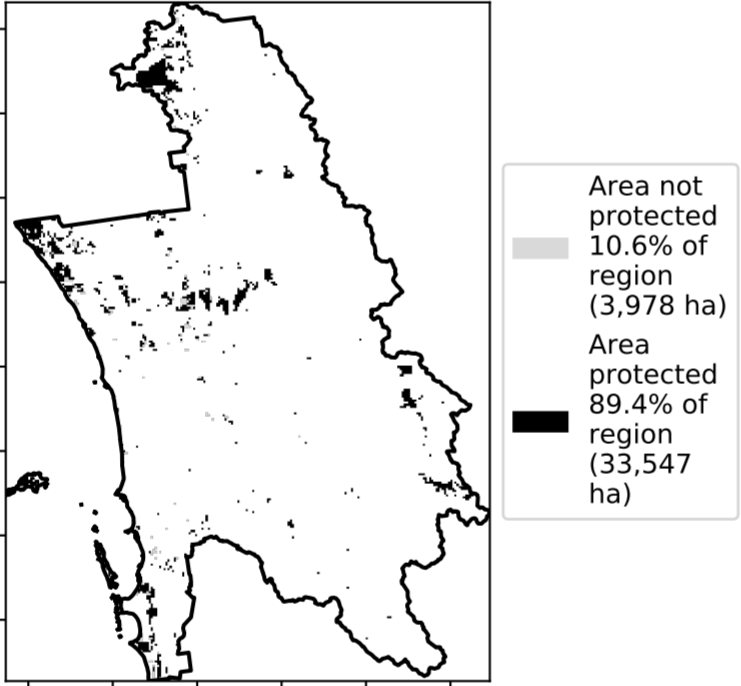 Area not
protected
10.6% of
region
(3,978 ha)
Area
protected
89.4% of
region
(33,547
ha)